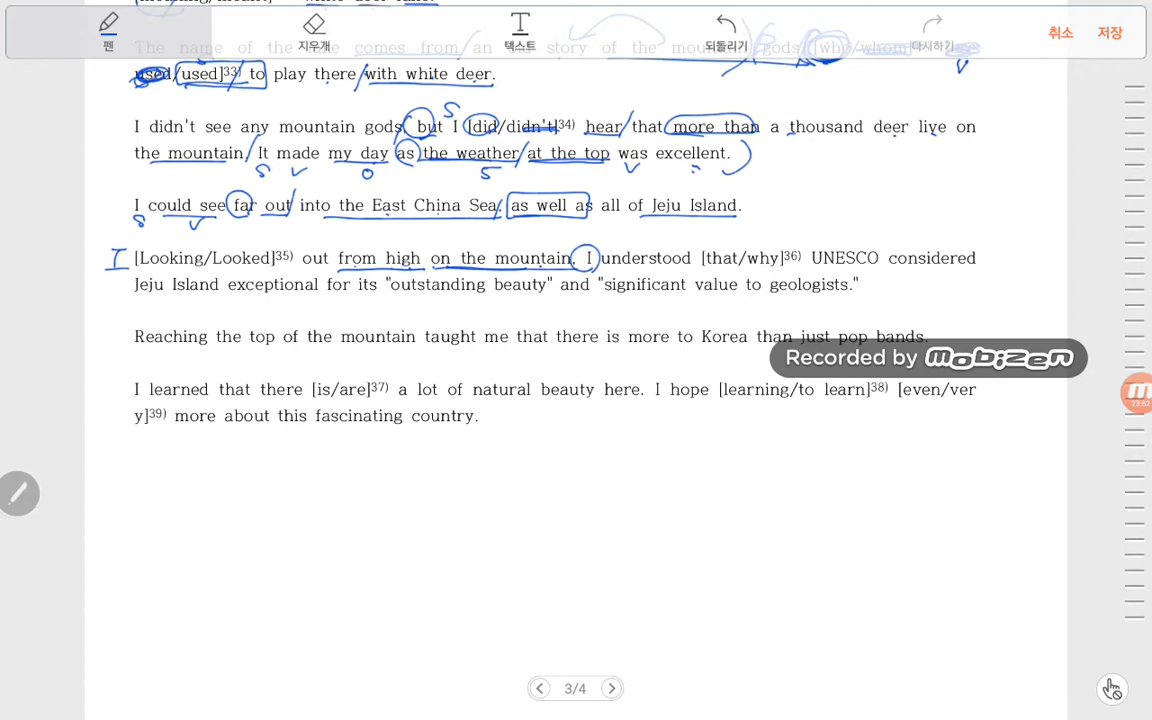 펜
지우개
텍스트
되돌리기
다시하기
취소
저장
The name of the comes from an story of the gods, [why/whom]
used/used]33) to play there with white deer.
I didn't see any mountain gods, but I [did/didn't]34) hear that more than a thousand deer live on
the mountain. It made my day as the weather at the top was excellent.
S
S V O S V
I could see far out into the East China Sea, as well as all of Jeju Island.
S V
I [Looking/Looked]35) out from high on the mountain, I understood [that/why]36) UNESCO considered
Jeju Island exceptional for its "outstanding beauty" and "significant value to geologists."
Reaching the top of the mountain taught me that there is more to Korea than just pop bands.
Recorded by mobizen
I learned that there [is/are]37) a lot of natural beauty here. I hope [learning/to learn]38) [even/ver
y]39) more about this fascinating country.
3/4